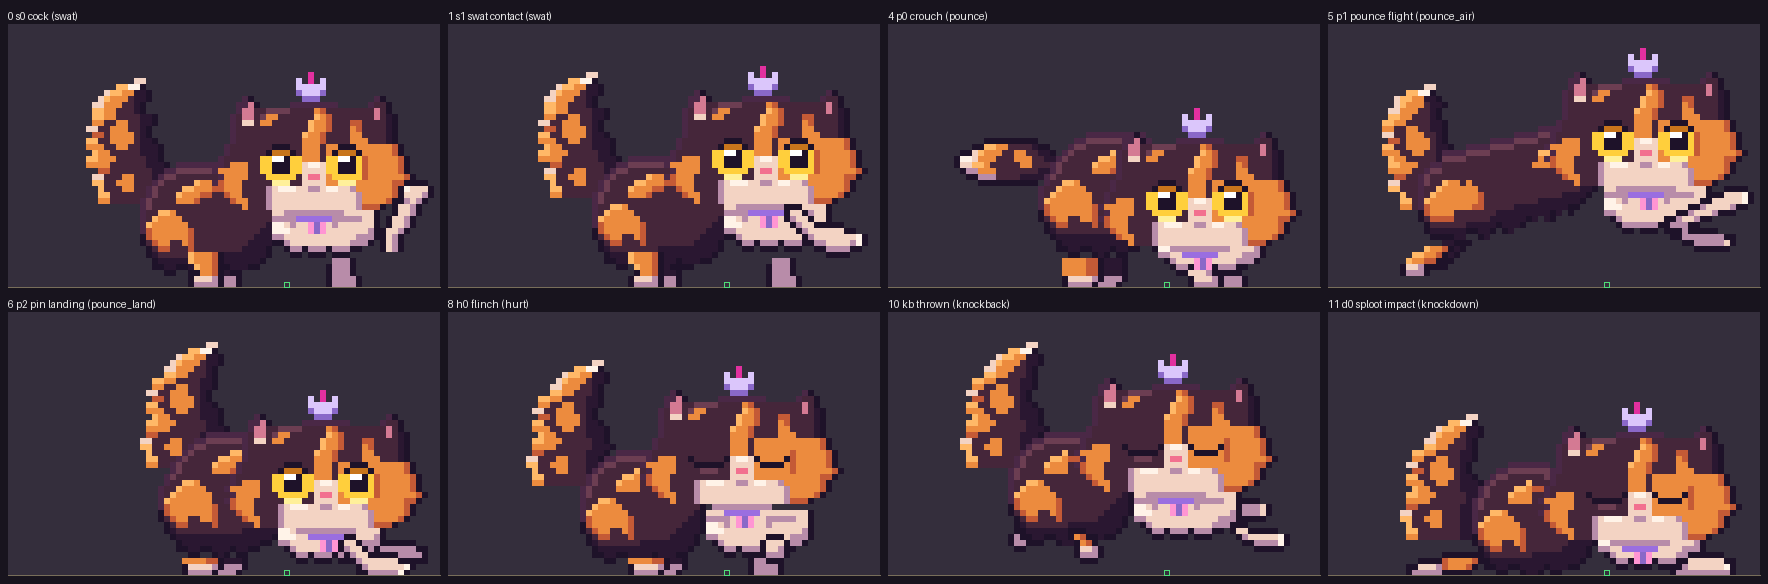 0 s0 cock (swat)
1 s1 swat contact (swat)
4 p0 crouch (pounce)
5 p1 pounce flight (pounce_air)
6 p2 pin landing (pounce_land)
8 h0 flinch (hurt)
10 kb thrown (knockback)
11 d0 sploot impact (knockdown)